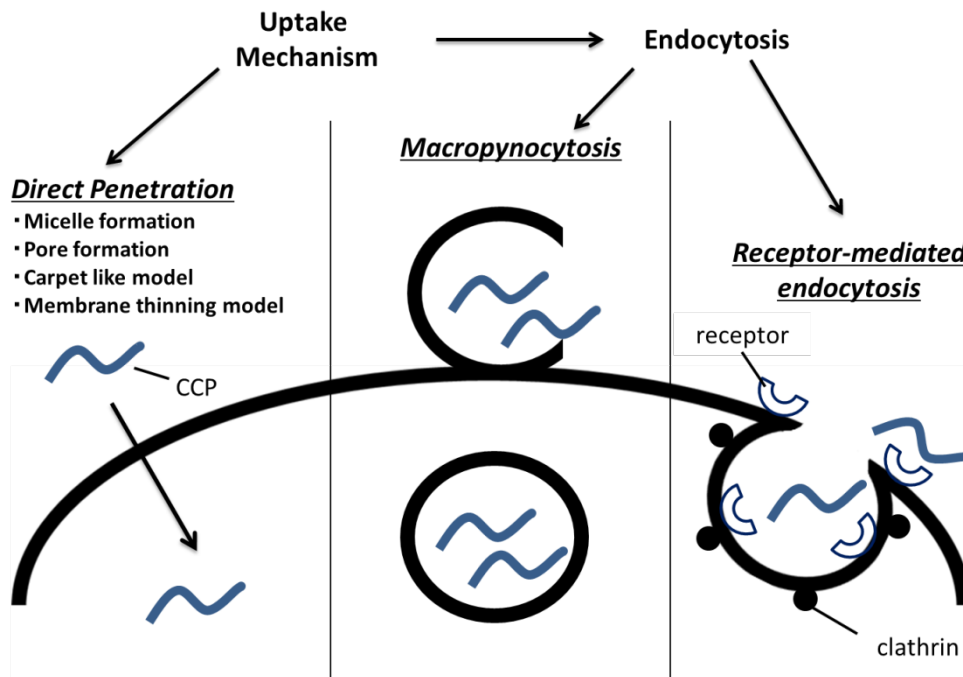 Uptake
Mechanism
Endocytosis
Macropynocytosis
Direct Penetration
・Micelle formation
・Pore formation
・Carpet like model
・Membrane thinning model
Receptor-mediated
endocytosis
receptor
CCP
clathrin